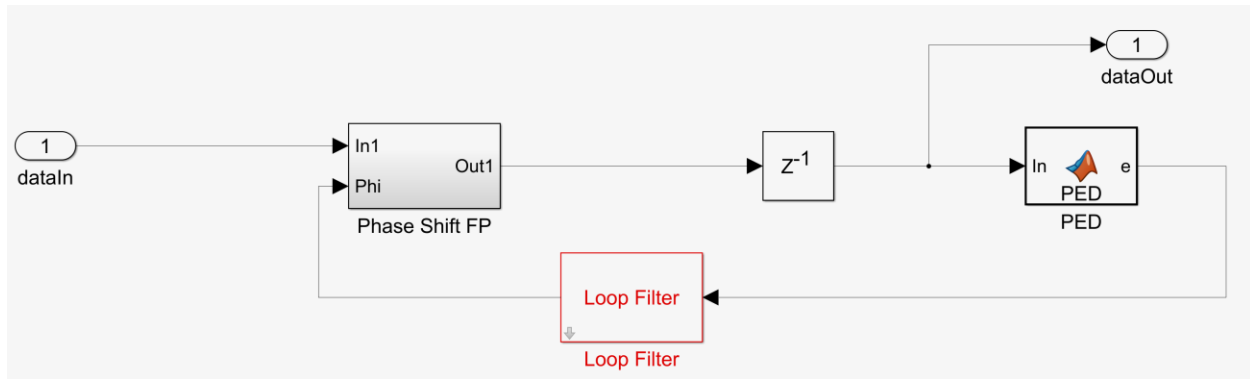 1
dataOut
1
dataIn
In1
Phi
Out1
Phase Shift FP
Z-1
In
e
PED
PED
Loop Filter
Loop Filter